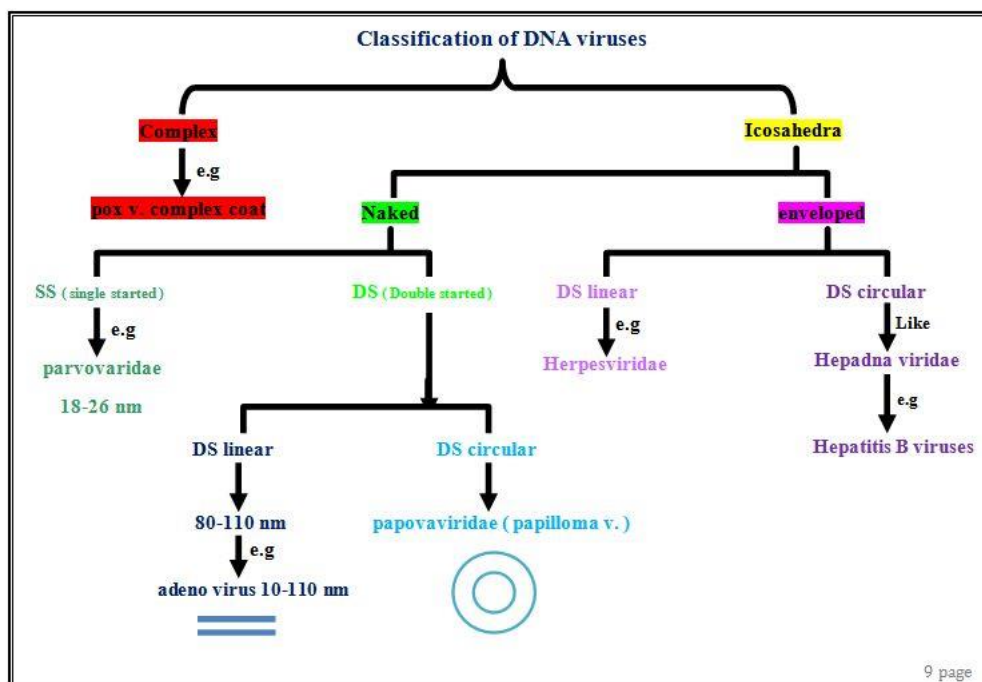 Classification of DNA viruses
Complex
Icosahedra
e.g
pox v. complex coat
Naked
enveloped
SS ( single started )
DS ( Double started )
DS linear
DS circular
e.g
e.g
Like
parvovaridae
Herpesviridae
Hepadna viridae
18-26 nm
e.g
DS linear
DS circular
Hepatitis B viruses
80-110 nm
papovaviridae ( papilloma v. )
e.g
adeno virus 10-110 nm
9 page